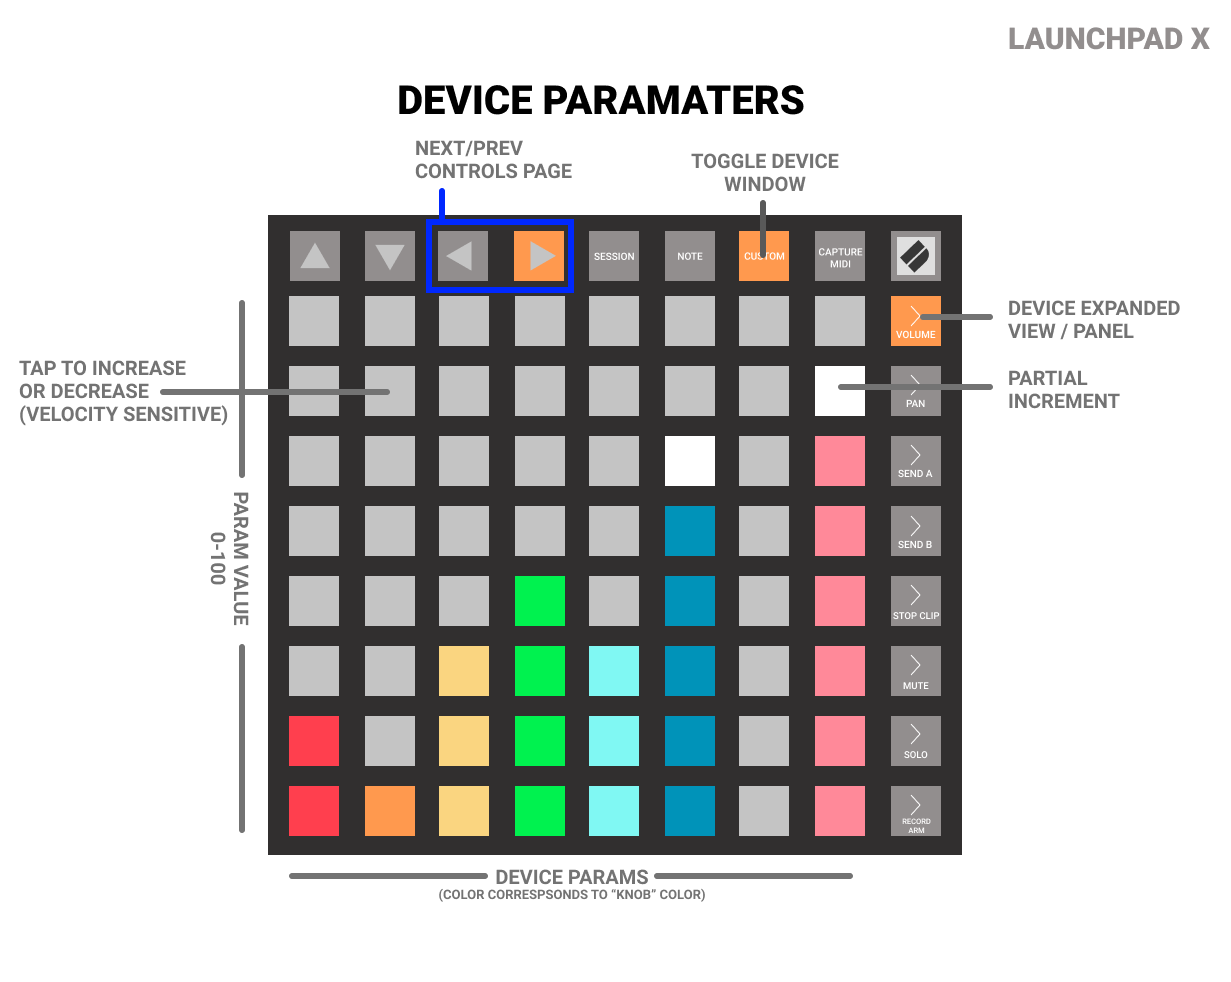 LAUNCHPAD X
DEVICE PARAMATERS
NEXT/PREV
CONTROLS PAGE
TOGGLE DEVICE
WINDOW
SESSION
NOTE
CUSTOM
CAPTURE
MIDI
VOLUME
DEVICE EXPANDED
VIEW / PANEL
TAP TO INCREASE
OR DECREASE
(VELOCITY SENSITIVE)
PAN
PARTIAL
INCREMENT
SEND A
PARAM VALUE
0-100
SEND B
STOP CLIP
MUTE
SOLO
RECORD
ARM
DEVICE PARAMS
(COLOR CORRESPSONDS TO “KNOB” COLOR)